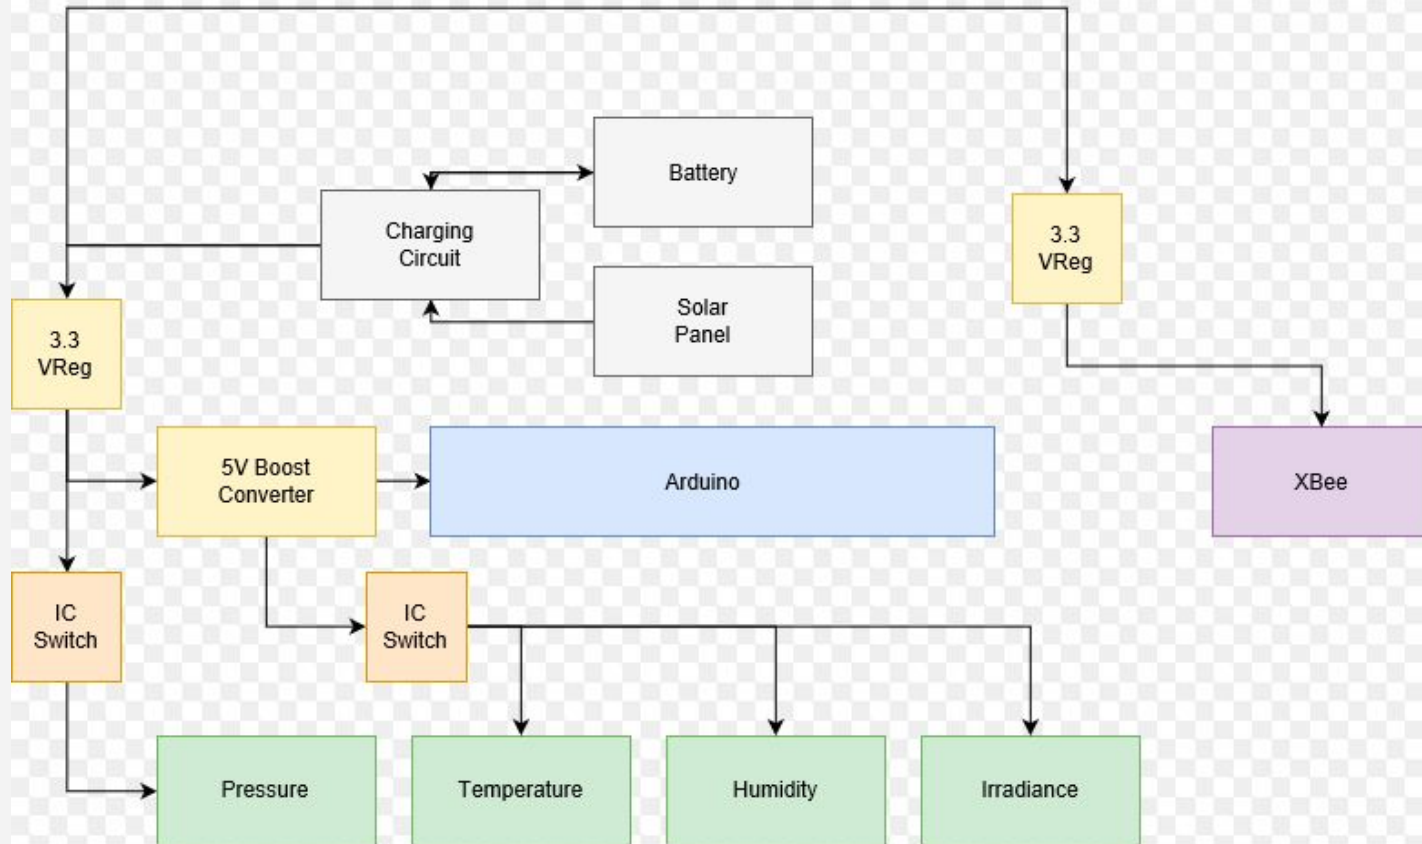 Battery
Charging
Circuit
3.3
VReg
Solar
Panel
3.3
VReg
5V Boost
Converter
Arduino
XBee
IC
Switch
IC
Switch
Pressure
Temperature
Humidity
Irradiance